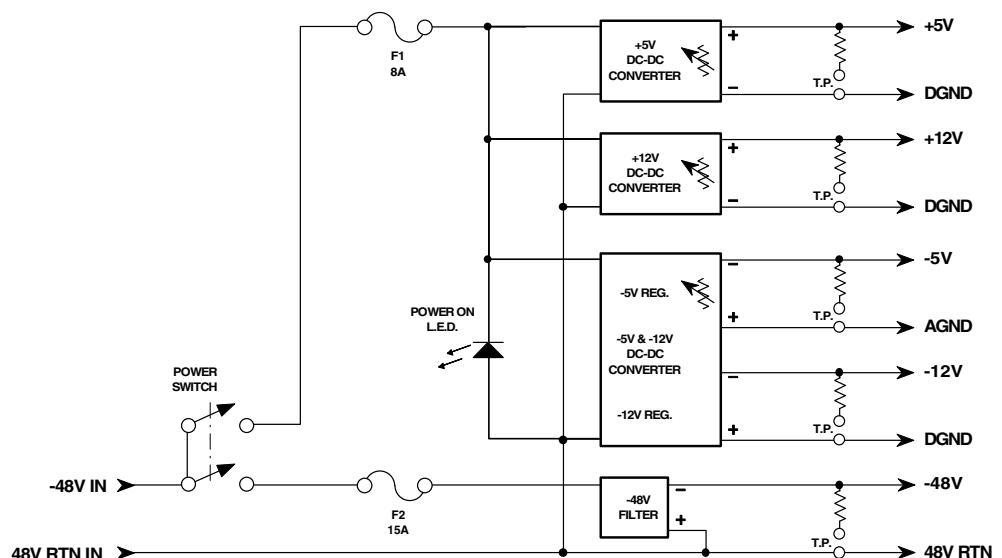 F1
8A
+5V
DC-DC
CONVERTER
+
−
T.P.
+5V
DGND
+12V
DC-DC
CONVERTER
+
−
T.P.
+12V
DGND
POWER ON
L.E.D.
-5V REG.
-5V & -12V
DC-DC
CONVERTER
-12V REG.
−
+
−
+
T.P.
T.P.
-5V
AGND
-12V
DGND
POWER
SWITCH
-48V IN
F2
15A
-48V
FILTER
−
+
T.P.
-48V
48V RTN IN
48V RTN